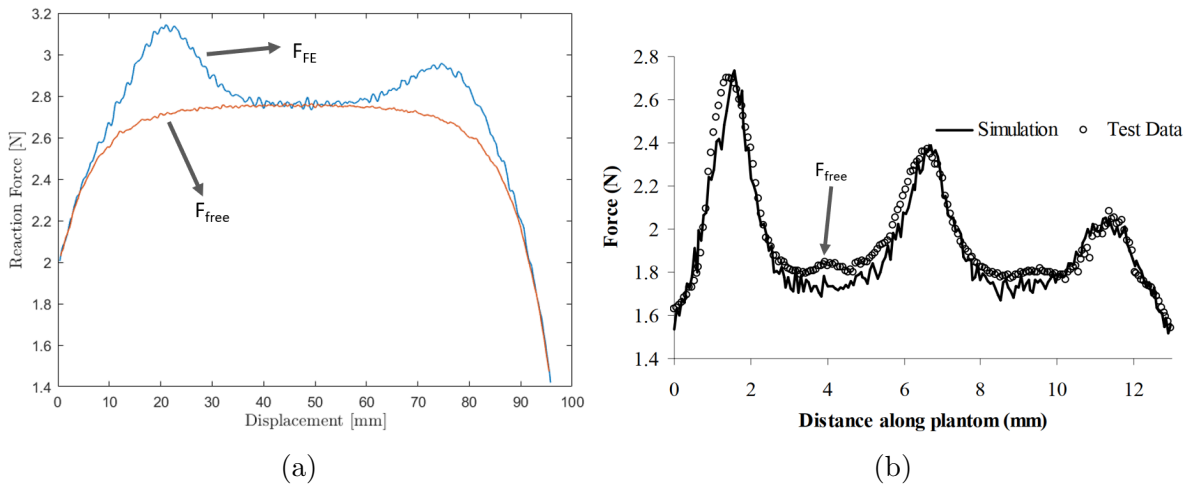 3.2
3
2.8
2.6
2.4
2.2
2
1.8
1.6
1.4
Reaction Force [N]
0 10 20 30 40 50 60 70 80 90 100
Displacement [mm]
F_FE
F_free
(a)
2.8
2.6
2.4
2.2
2
1.8
1.6
1.4
Force (N)
Simulation Test Data
F_free
0 2 4 6 8 10 12
Distance along plantom (mm)
(b)